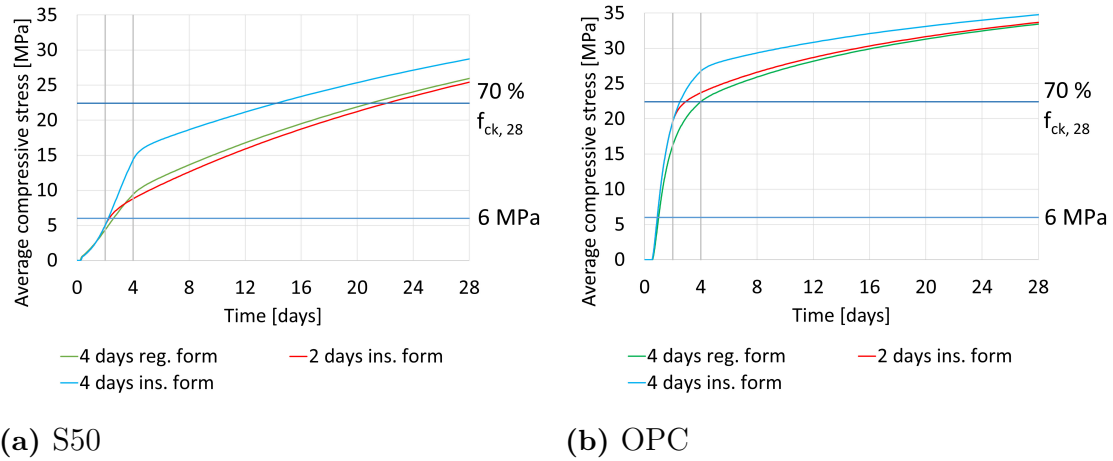 Average compressive stress [MPa]
35
30
25
20
15
10
5
0
0 4 8 12 16 20 24 28
Time [days]
70 %
f_ck, 28
6 MPa
4 days reg. form
2 days ins. form
4 days ins. form
(a) S50
Average compressive stress [MPa]
35
30
25
20
15
10
5
0
0 4 8 12 16 20 24 28
Time [days]
70 %
f_ck, 28
6 MPa
4 days reg. form
2 days ins. form
4 days ins. form
(b) OPC